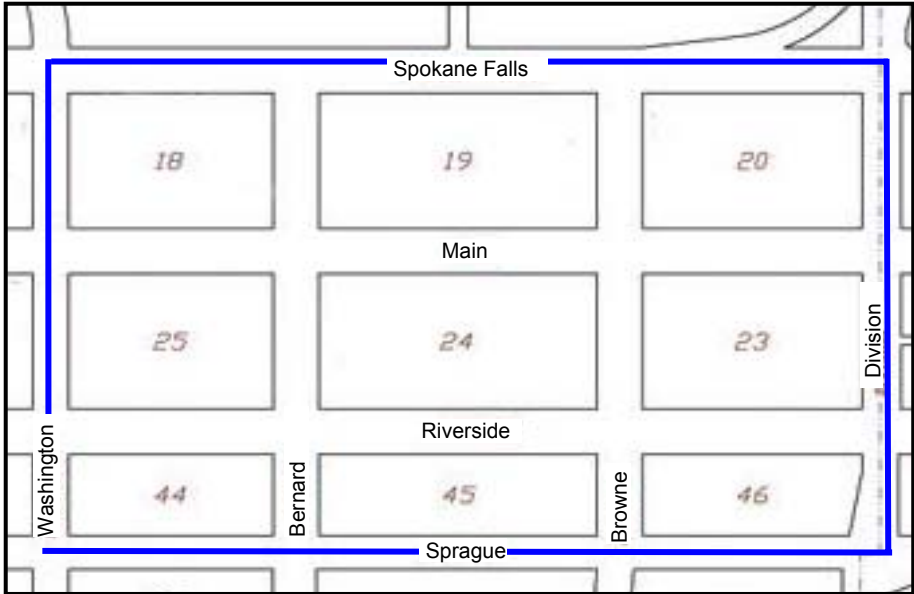 Spokane Falls
18
19
20
Main
25
24
23
Division
Riverside
Washington
44
Bernard
45
Browne
46
Sprague